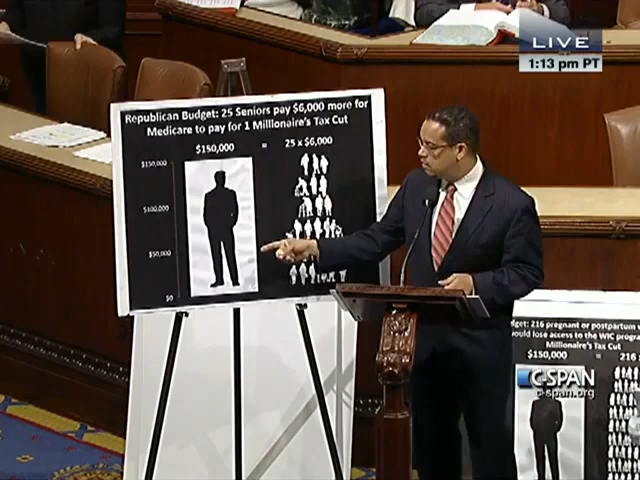 LIVE
1:13 pm PT
Republican Budget: 25 Seniors pay $6,000 more for
Medicare to pay for 1 Millionaire's Tax Cut
$150,000 = 25 x $6,000
$150,000
$100,000
$50,000
$0
dget: 216 pregnant or postpartum
ould lose access to the WIC progra
Millionaire's Tax Cut
$150,000 = 216
C-SPAN
c-span.org